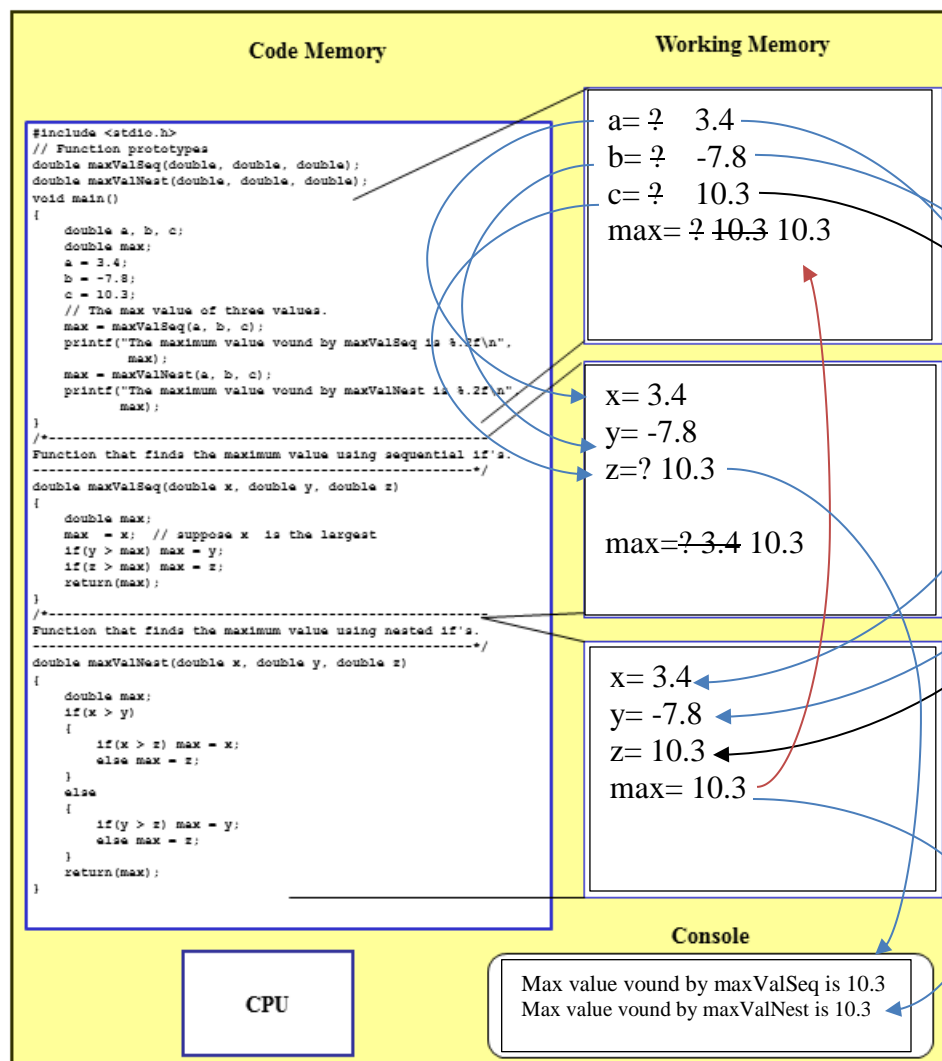 Code Memory
#include <stdio.h>
// Function prototypes
double maxValSeq(double, double, double);
double maxValNest(double, double, double);
void main()
{
    double a, b, c;
    double max;
    a = 3.4;
    b = -7.8;
    c = 10.3;
    // The max value of three values.
    max = maxValSeq(a, b, c);
    printf("The maximum value vound by maxValSeq is %.2f\n",
            max);
    max = maxValNest(a, b, c);
    printf("The maximum value vound by maxValNest is %.2f\n",
           max);
}
/*--------------------------------------------------------
Function that finds the maximum value using sequential if's.
--------------------------------------------------------*/
double maxValSeq(double x, double y, double z)
{
    double max;
    max  = x;  // suppose x  is the largest
    if(y > max) max = y;
    if(z > max) max = z;
    return(max);
}
/*--------------------------------------------------------
Function that finds the maximum value using nested if's.
--------------------------------------------------------*/
double maxValNest(double x, double y, double z)
{
    double max;
    if(x > y)
    {
        if(x > z) max = x;
        else max = z;
    }
    else
    {
        if(y > z) max = y;
        else max = z;
    }
    return(max);
}
CPU
Working Memory
a= ? 3.4
b= ? -7.8
c= ? 10.3
max= ? 10.3 10.3
x= 3.4
y= -7.8
z=? 10.3
max=? 3.4 10.3
x= 3.4
y= -7.8
z= 10.3
max= 10.3
Console
Max value vound by maxValSeq is 10.3
Max value vound by maxValNest is 10.3